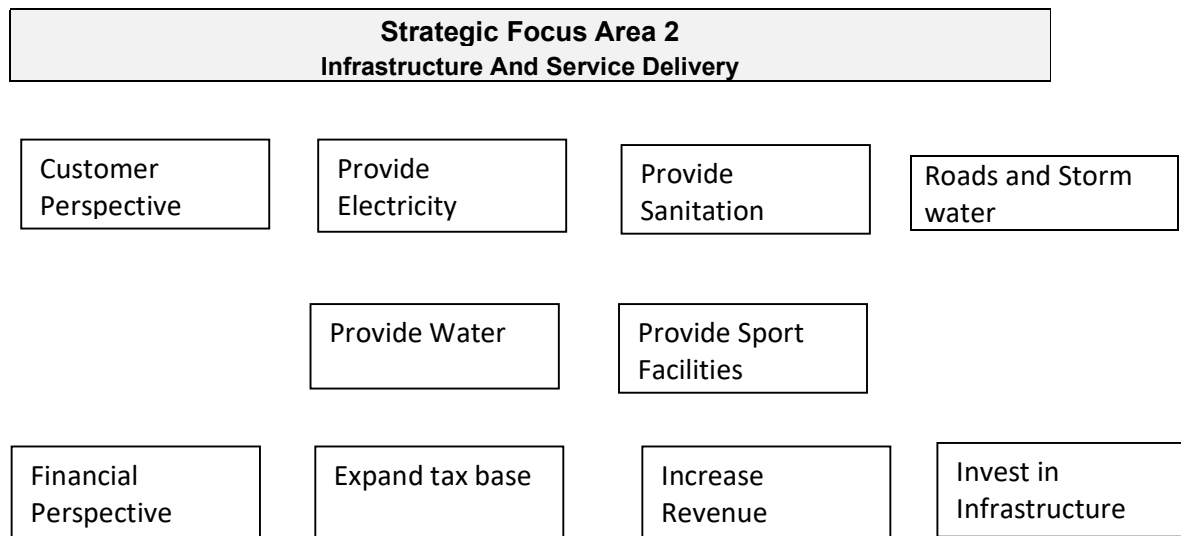 Strategic Focus Area 2
Infrastructure And Service Delivery
Customer
Perspective
Provide
Electricity
Provide
Sanitation
Roads and Storm
water
Provide Water
Provide Sport
Facilities
Financial
Perspective
Expand tax base
Increase
Revenue
Invest in
Infrastructure